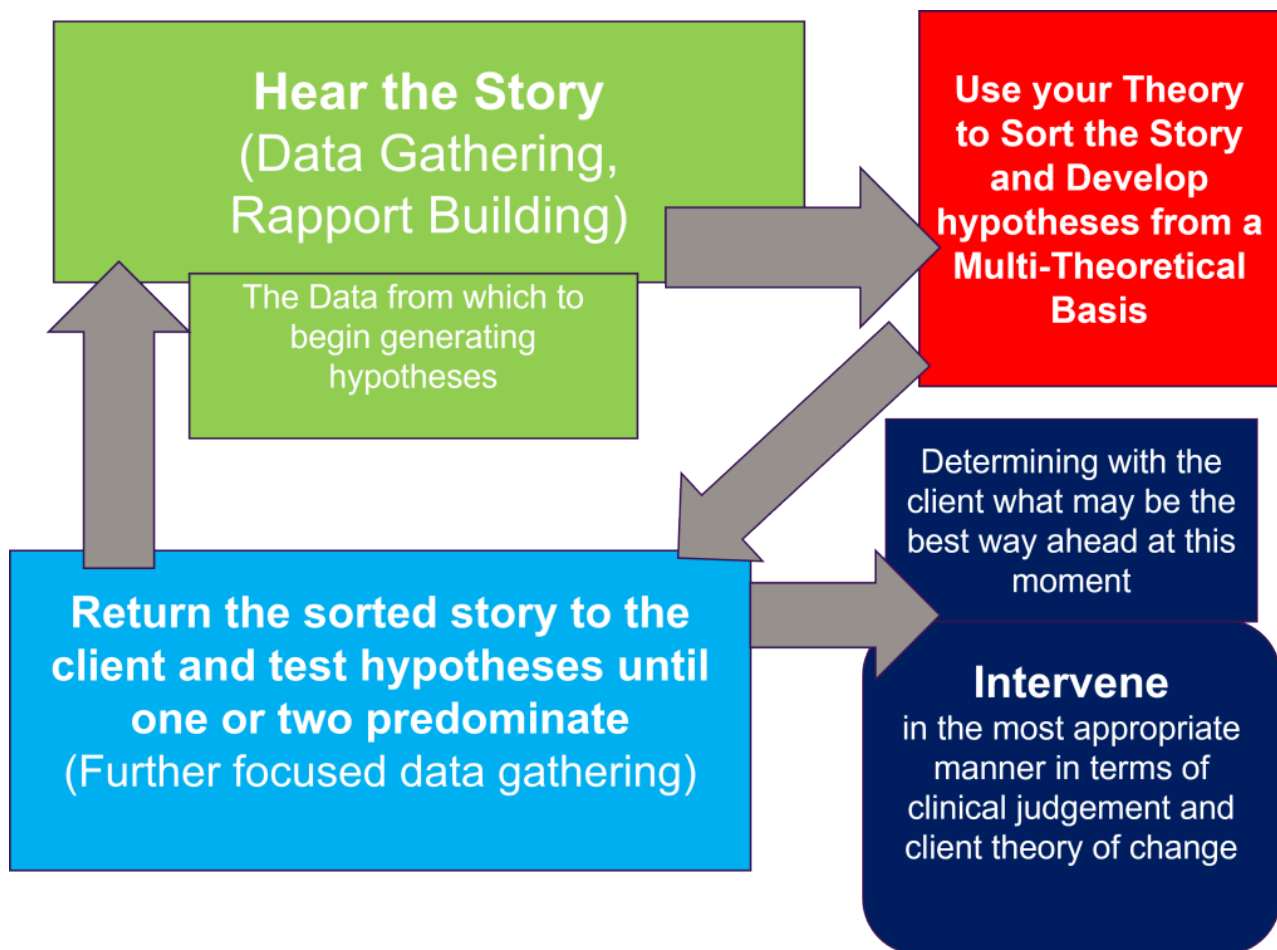 Hear the Story
(Data Gathering,
Rapport Building)
The Data from which to
begin generating
hypotheses
Use your Theory
to Sort the Story
and Develop
hypotheses from a
Multi-Theoretical
Basis
Return the sorted story to the
client and test hypotheses until
one or two predominate
(Further focused data gathering)
Determining with the
client what may be the
best way ahead at this
moment
Intervene
in the most appropriate
manner in terms of
clinical judgement and
client theory of change